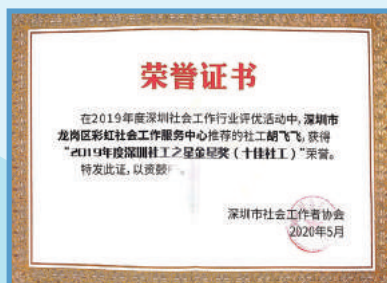 荣誉证书
在2019年度深圳社会工作行业评优活动中,深圳市
龙岗区彩虹社会工作服务中心推荐的社工胡飞飞,获得
“2019年度深圳社工之星金星奖(十佳社工)”荣誉。
特发此证,以资鼓
深圳市社会工作者协会
2020年5月